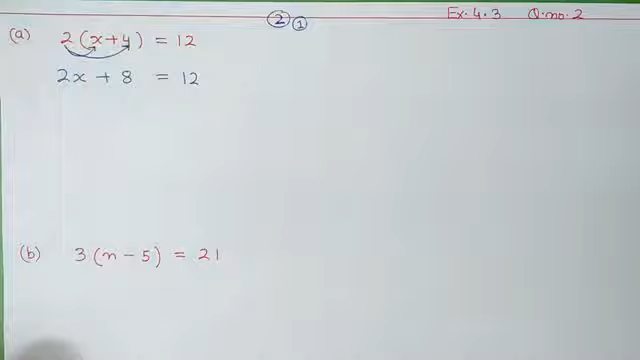 ② ① Ex. 4.3 Q. no. 2
(a) 2 (x + 4) = 12
2x + 8 = 12
(b) 3 (n - 5) = 21